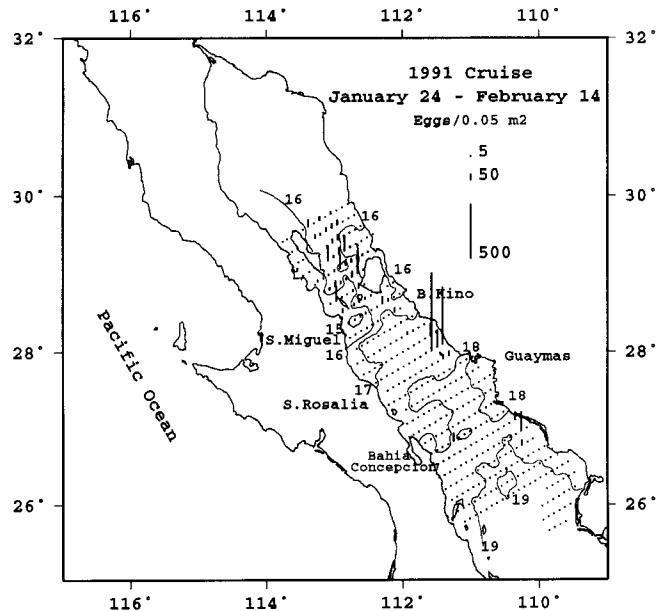 116° 114° 112° 110°
32° 32°
1991 Cruise
January 24 - February 14
Eggs/0.05 m2
.5
50
500
30° 30°
16
16
16
B.Kino
15
S.Miguel
16
28° 28°
18
Guaymas
17
S.Rosalia
18
Pacific Ocean
Bahia
Concepcion
26° 26°
19
19
116° 114° 112° 110°